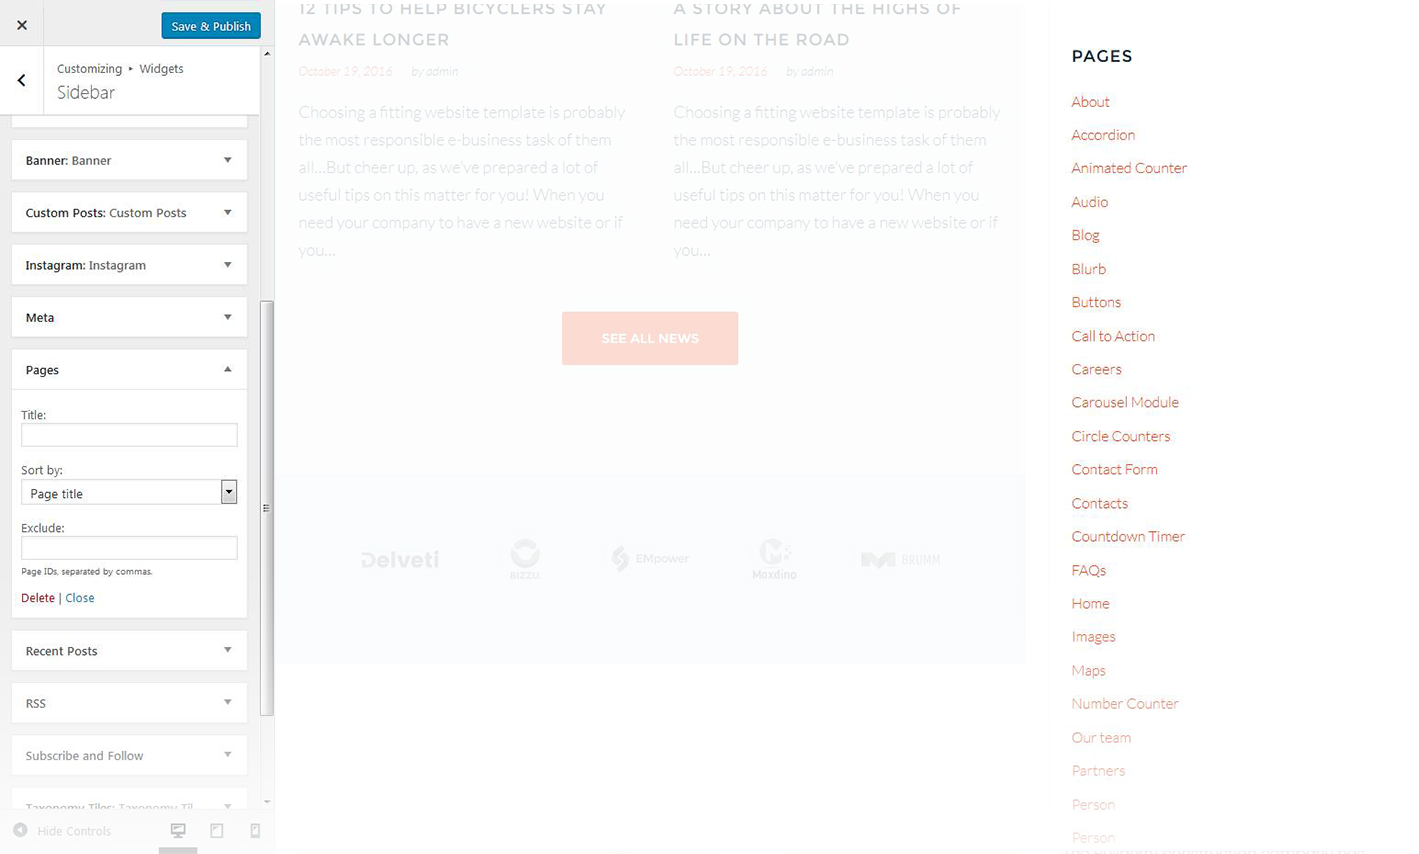 Save & Publish
Customizing ▸ Widgets
Sidebar
Banner: Banner
Custom Posts: Custom Posts
Instagram: Instagram
Meta
Pages
Title:
Sort by:
Page title
Exclude:
Page IDs, separated by commas.
Delete | Close
Recent Posts
RSS
Subscribe and Follow
Taxonomy Tiles: Taxonomy Til
Hide Controls
12 TIPS TO HELP BICYCLERS STAY
AWAKE LONGER
October 19, 2016 by admin
Choosing a fitting website template is probably
the most responsible e-business task of them
all…But cheer up, as we've prepared a lot of
useful tips on this matter for you! When you
need your company to have a new website or if
you…
A STORY ABOUT THE HIGHS OF
LIFE ON THE ROAD
October 19, 2016 by admin
Choosing a fitting website template is probably
the most responsible e-business task of them
all…But cheer up, as we've prepared a lot of
useful tips on this matter for you! When you
need your company to have a new website or if
you…
SEE ALL NEWS
Delveti
BIZZU
EMpower
Maxdino
BRUMM
PAGES
About
Accordion
Animated Counter
Audio
Blog
Blurb
Buttons
Call to Action
Careers
Carousel Module
Circle Counters
Contact Form
Contacts
Countdown Timer
FAQs
Home
Images
Maps
Number Counter
Our team
Partners
Person
Person